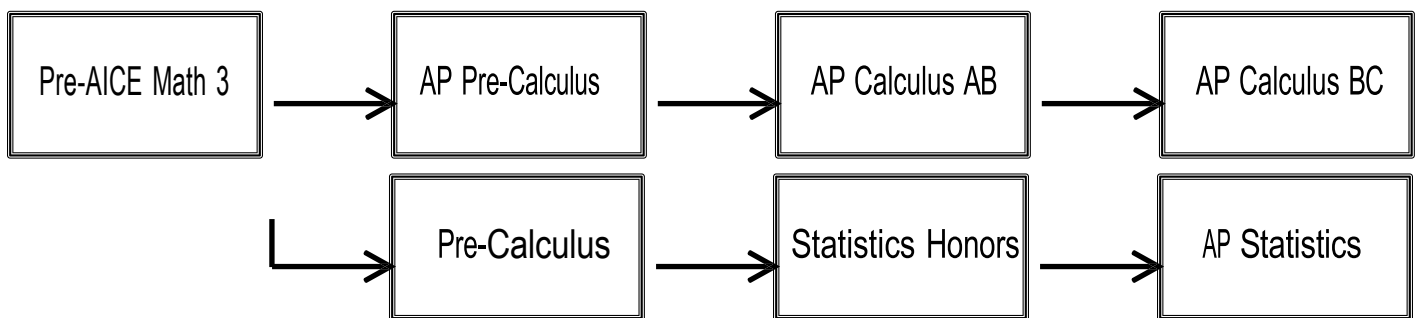 Pre-AICE Math 3
AP Pre-Calculus
AP Calculus AB
AP Calculus BC
Pre-Calculus
Statistics Honors
AP Statistics